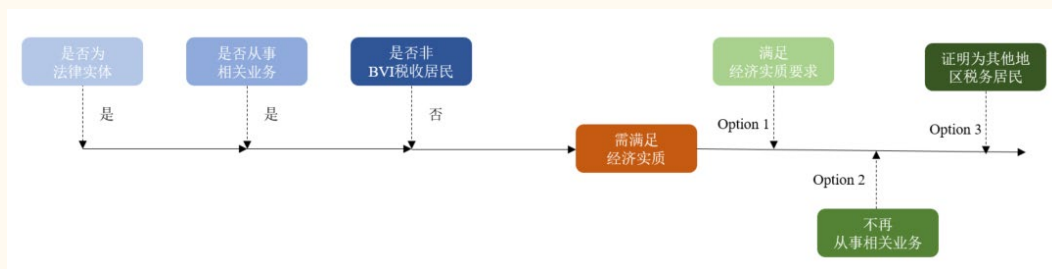 是否为
法律实体
是否从事
相关业务
是否非
BVI税收居民
满足
经济实质要求
证明为其他地
区税务居民
是
是
否
Option 1
Option 3
需满足
经济实质
Option 2
不再
从事相关业务